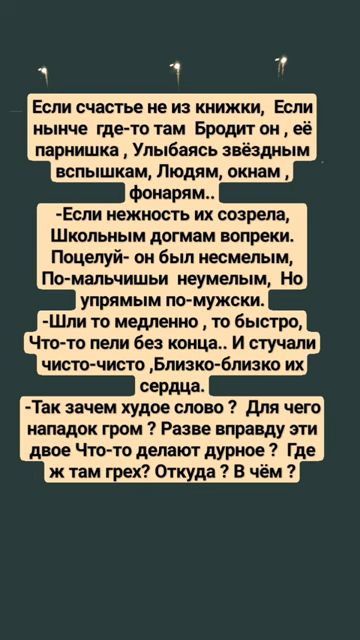 Если счастье не из книжки,  Если
нынче  где-то там  Бродит он , её
парнишка , Улыбаясь звёздным
вспышкам, Людям, окнам ,
фонарям..
-Если нежность их созрела,
Школьным догмам вопреки.
Поцелуй- он был несмелым,
По-мальчишьи  неумелым,  Но
упрямым по-мужски.
-Шли то медленно , то быстро,
Что-то пели без конца.. И стучали
чисто-чисто ,Близко-близко их
сердца.
-Так зачем худое слово ?  Для чего
нападок гром ? Разве вправду эти
двое Что-то делают дурное ?  Где
ж там грех? Откуда ? В чём ?